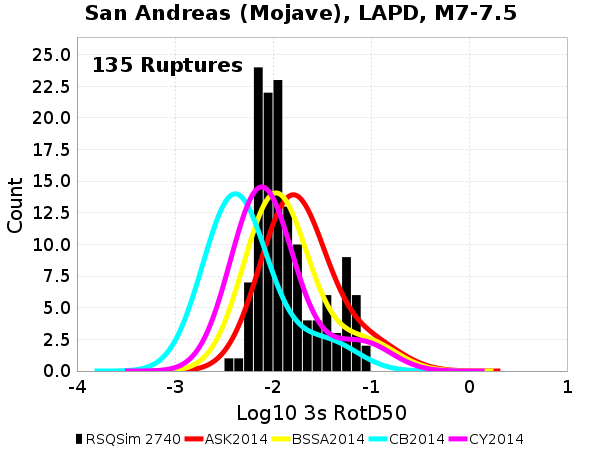 San Andreas (Mojave), LAPD, M7-7.5
135 Ruptures
25.0
22.5
20.0
17.5
15.0
12.5
10.0
7.5
5.0
2.5
0.0
Count
-4 -3 -2 -1 0 1
Log10 3s RotD50
RSQSim 2740 ASK2014 BSSA2014 CB2014 CY2014